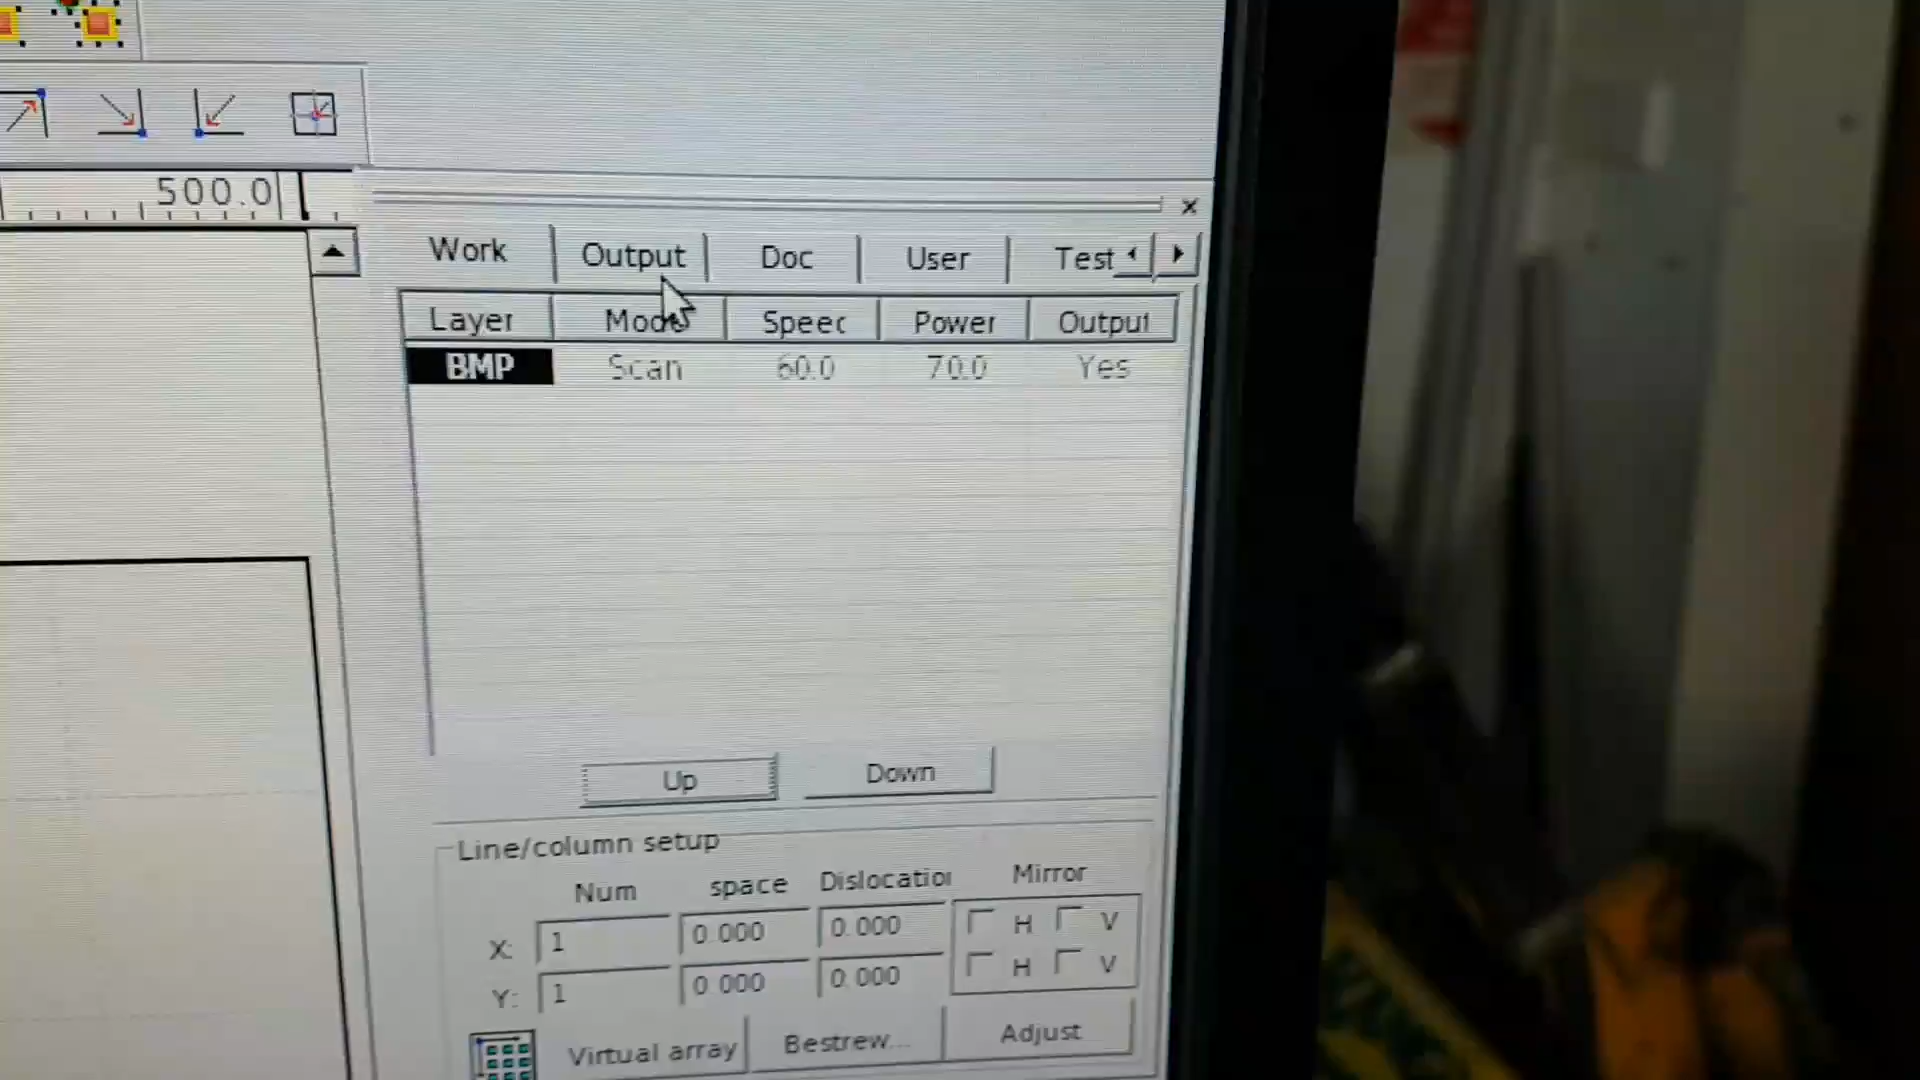 500.0
Work Output Doc User Test
Layer Mode Speec Power Output
BMP Scan 60.0 70.0 Yes
Up Down
Line/column setup
Num space Dislocation Mirror
X: 1 0.000 0.000 H V
Y: 1 0.000 0.000 H V
Virtual array Bestrew... Adjust